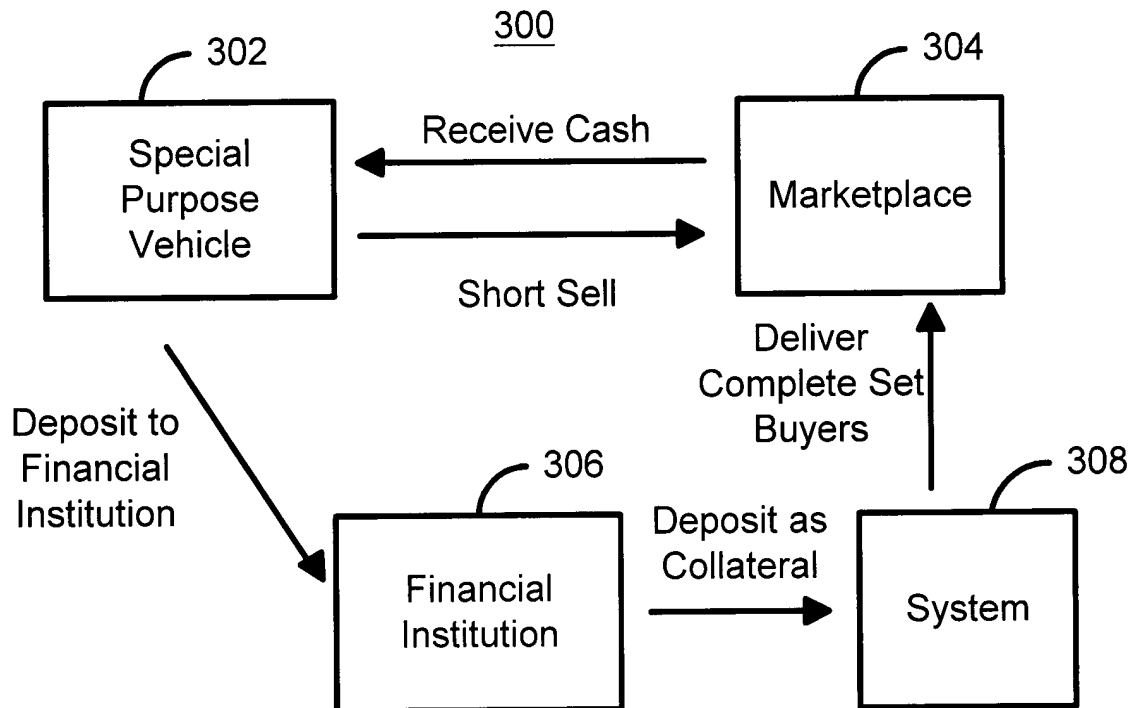 300
302
304
Special
Purpose
Vehicle
Receive Cash
Short Sell
Marketplace
Deliver
Complete Set
Buyers
Deposit to
Financial
Institution
306
308
Financial
Institution
Deposit as
Collateral
System